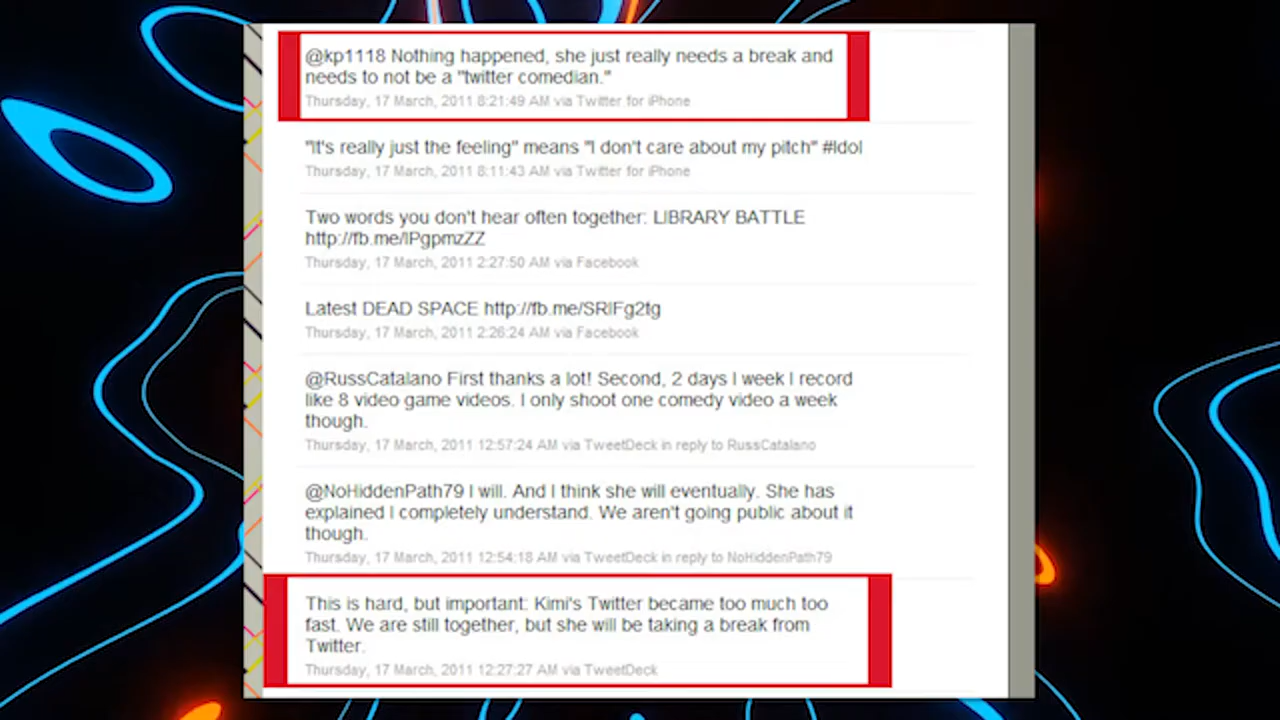 @kp1118 Nothing happened, she just really needs a break and
needs to not be a "twitter comedian."
Thursday, 17 March, 2011 8:21:49 AM via Twitter for iPhone
"It's really just the feeling" means "I don't care about my pitch" #Idol
Thursday, 17 March, 2011 8:11:43 AM via Twitter for iPhone
Two words you don't hear often together: LIBRARY BATTLE
http://fb.me/IPgpmzZZ
Thursday, 17 March, 2011 2:27:50 AM via Facebook
Latest DEAD SPACE http://fb.me/SRIFg2tg
Thursday, 17 March, 2011 2:26:24 AM via Facebook
@RussCatalano First thanks a lot! Second, 2 days I week I record
like 8 video game videos. I only shoot one comedy video a week
though.
Thursday, 17 March, 2011 12:57:24 AM via TweetDeck in reply to RussCatalano
@NoHiddenPath79 I will. And I think she will eventually. She has
explained I completely understand. We aren't going public about it
though.
Thursday, 17 March, 2011 12:54:18 AM via TweetDeck in reply to NoHiddenPath79
This is hard, but important: Kimi's Twitter became too much too
fast. We are still together, but she will be taking a break from
Twitter.
Thursday, 17 March, 2011 12:27:27 AM via TweetDeck